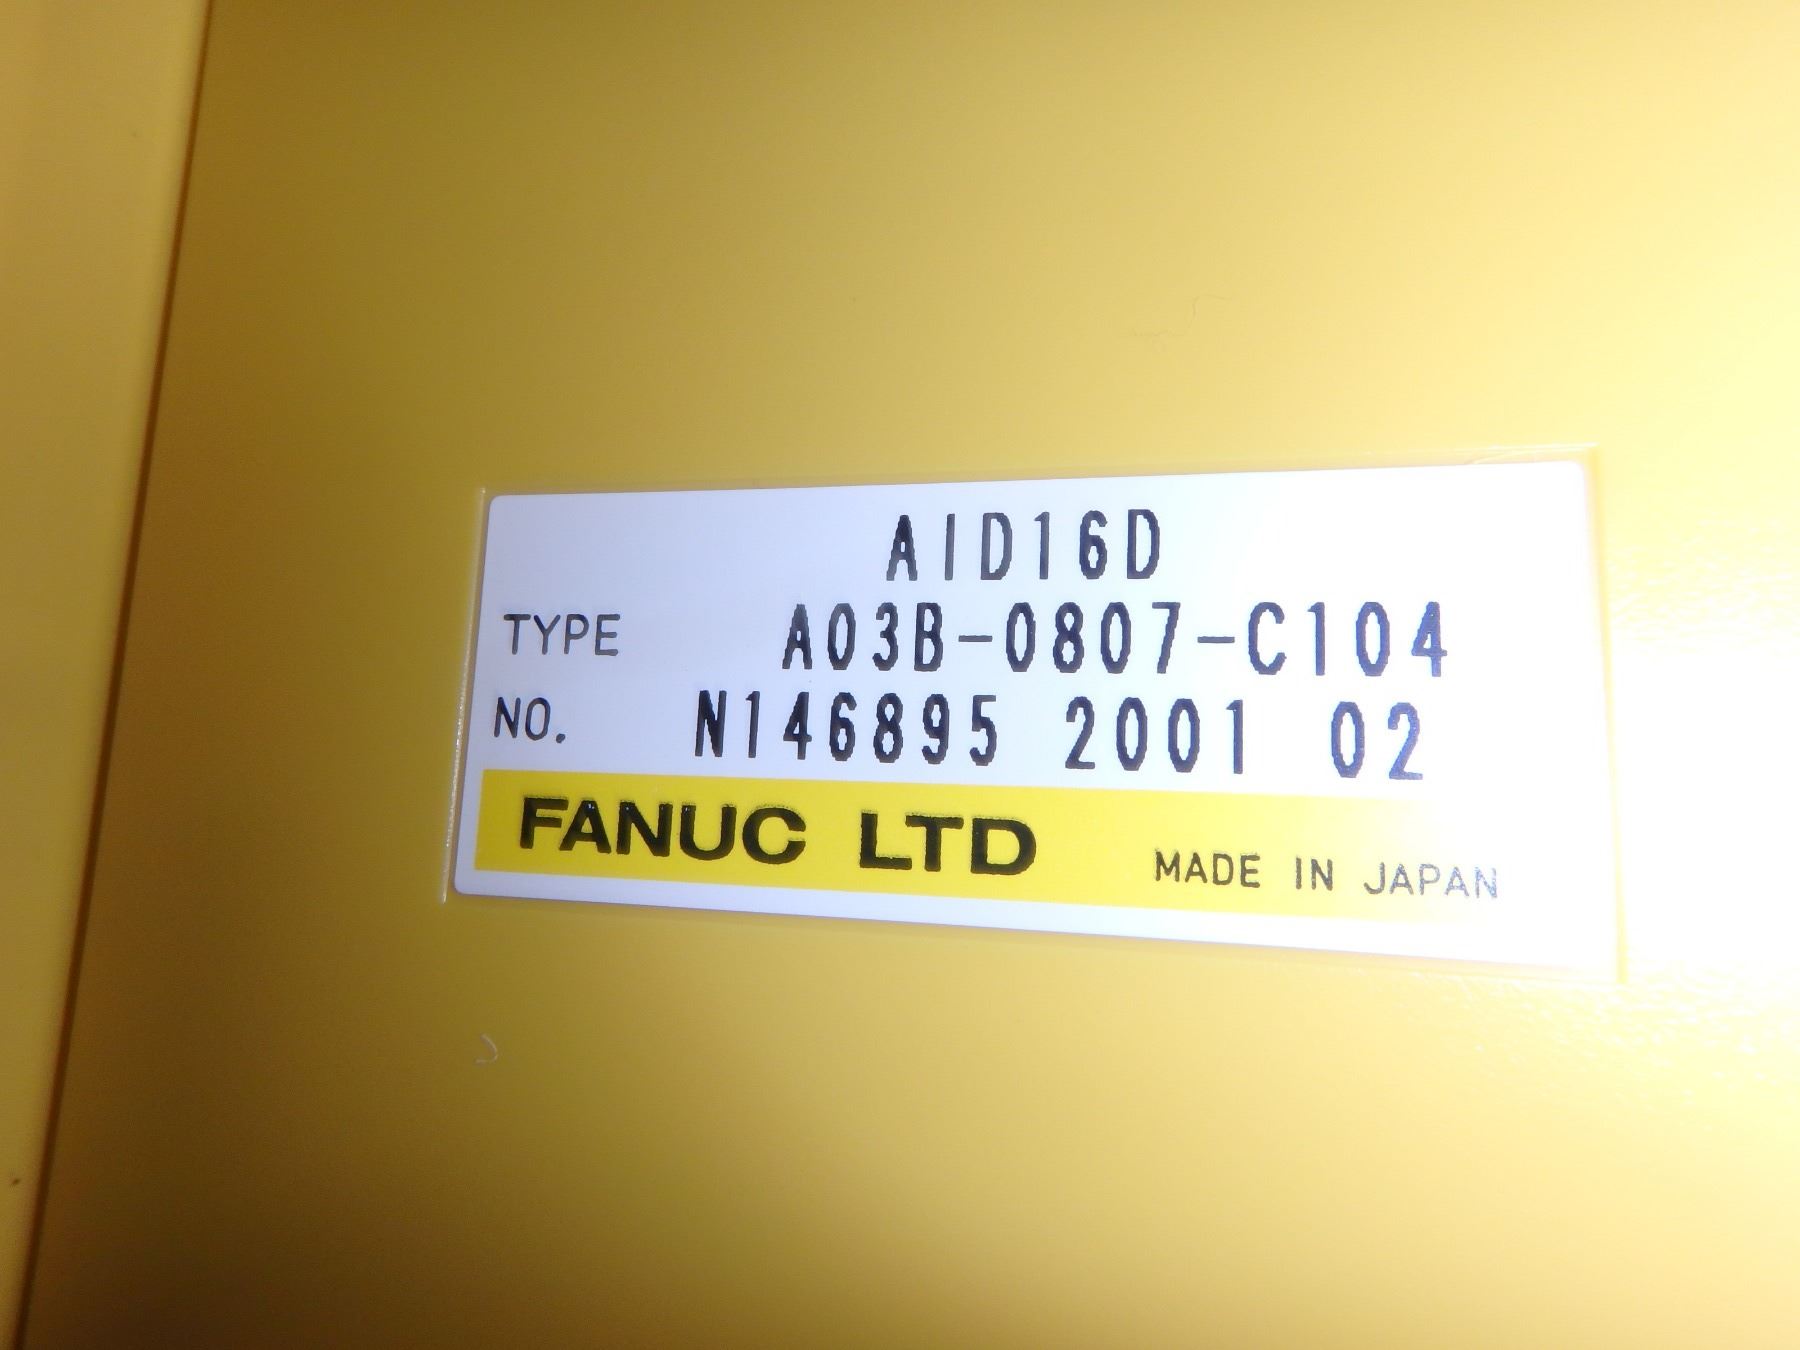 AID16D
TYPE A03B-0807-C104
NO. N146895 2001 02
FANUC LTD MADE IN JAPAN